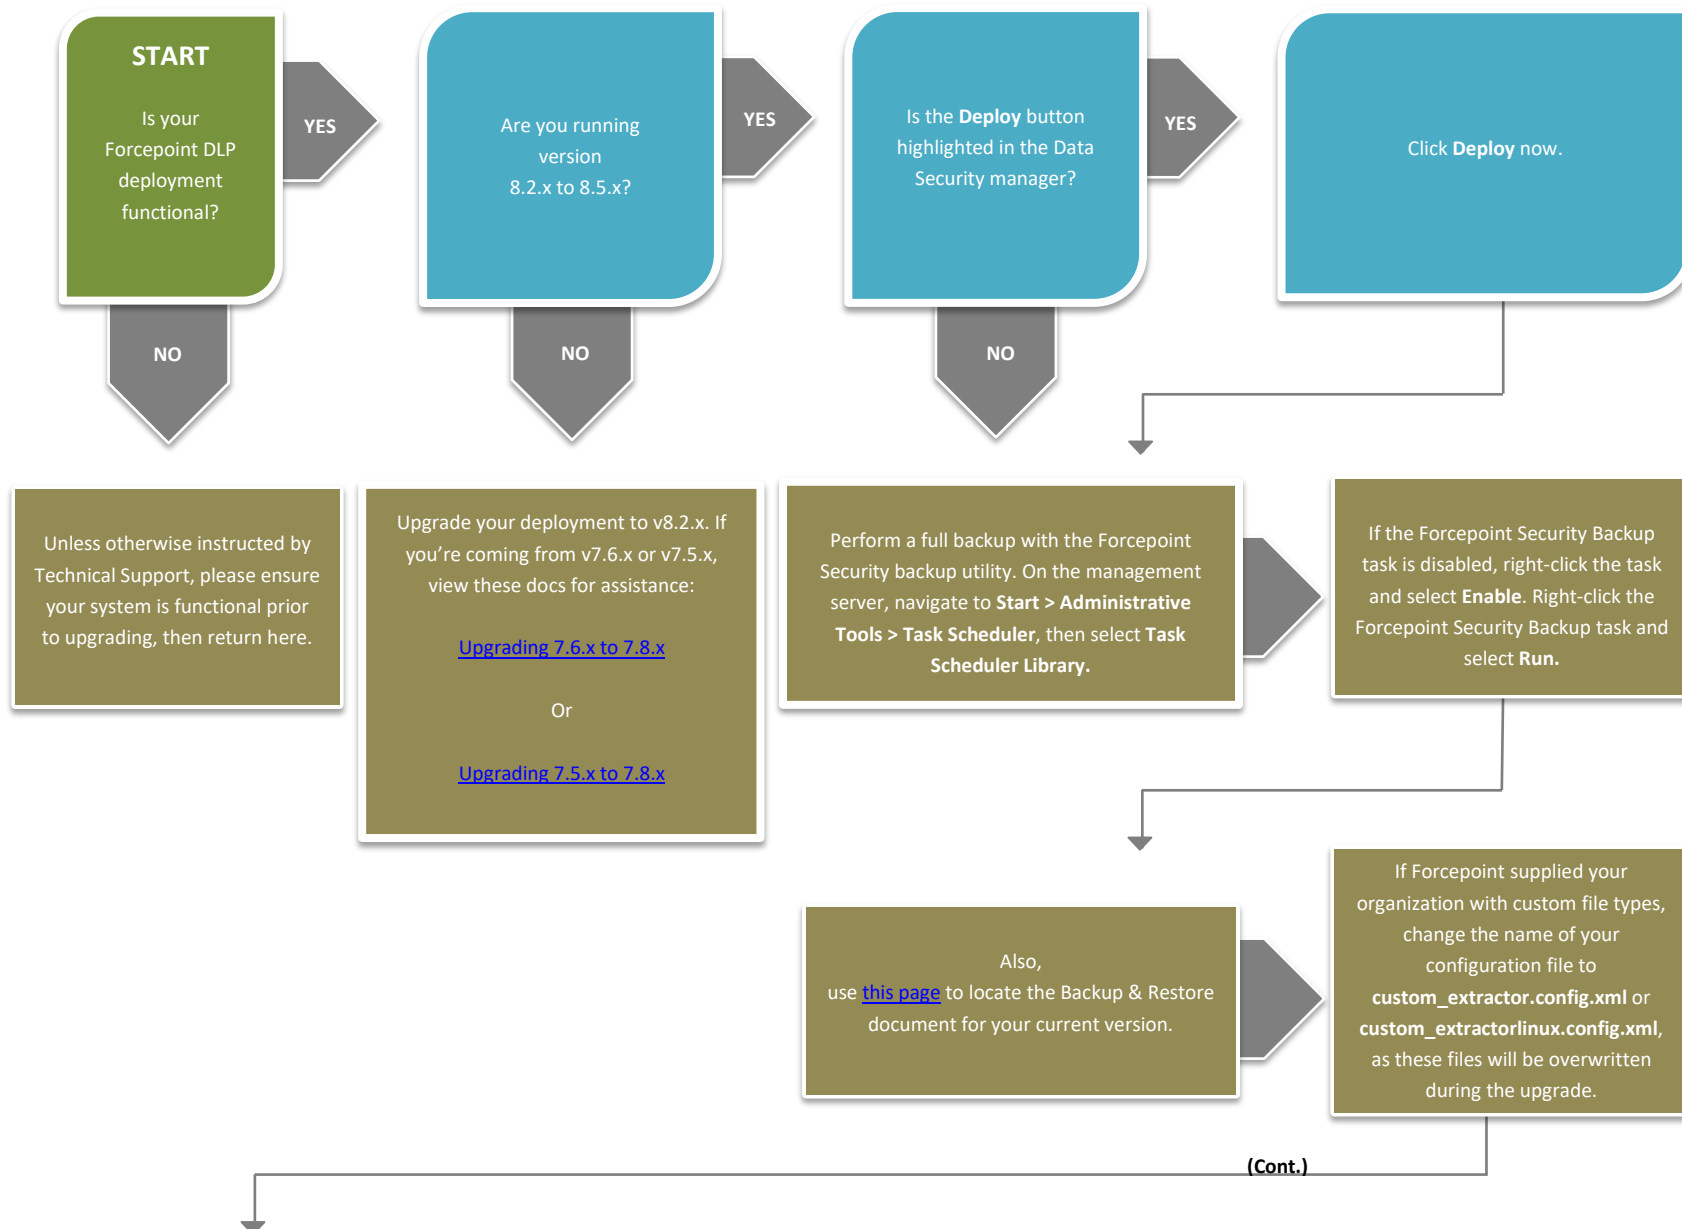 START
Is your
Forcepoint DLP
deployment
functional?
YES
NO
Are you running
version
8.2.x to 8.5.x?
YES
NO
Is the Deploy button
highlighted in the Data
Security manager?
YES
NO
Click Deploy now.
Unless otherwise instructed by
Technical Support, please ensure
your system is functional prior
to upgrading, then return here.
Upgrade your deployment to v8.2.x. If
you're coming from v7.6.x or v7.5.x,
view these docs for assistance:
Upgrading 7.6.x to 7.8.x
Or
Upgrading 7.5.x to 7.8.x
Perform a full backup with the Forcepoint
Security backup utility. On the management
server, navigate to Start > Administrative
Tools > Task Scheduler, then select Task
Scheduler Library.
If the Forcepoint Security Backup
task is disabled, right-click the task
and select Enable. Right-click the
Forcepoint Security Backup task and
select Run.
Also,
use this page to locate the Backup & Restore
document for your current version.
If Forcepoint supplied your
organization with custom file types,
change the name of your
configuration file to
custom_extractor.config.xml or
custom_extractorlinux.config.xml,
as these files will be overwritten
during the upgrade.
(Cont.)